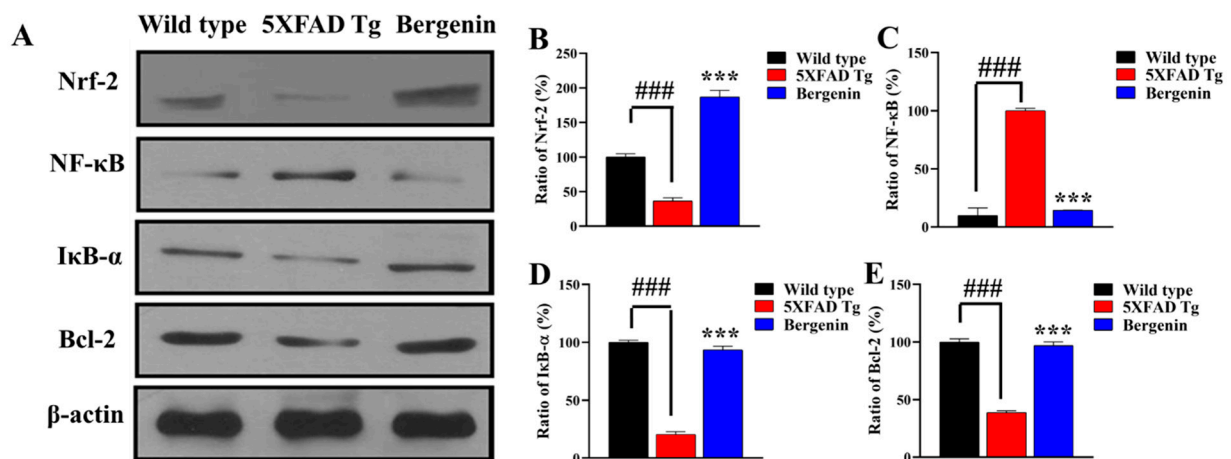 A
Wild type 5XFAD Tg Bergenin
Nrf-2
NF-κB
IκB-α
Bcl-2
β-actin
B
Ratio of Nrf-2 (%)
250
200
150
100
50
0
###
***
Wild type
5XFAD Tg
Bergenin
C
Ratio of NF-κB (%)
150
100
50
0
###
***
Wild type
5XFAD Tg
Bergenin
D
Ratio of IκB-α (%)
150
100
50
0
###
***
Wild type
5XFAD Tg
Bergenin
E
Ratio of Bcl-2 (%)
150
100
50
0
###
***
Wild type
5XFAD Tg
Bergenin